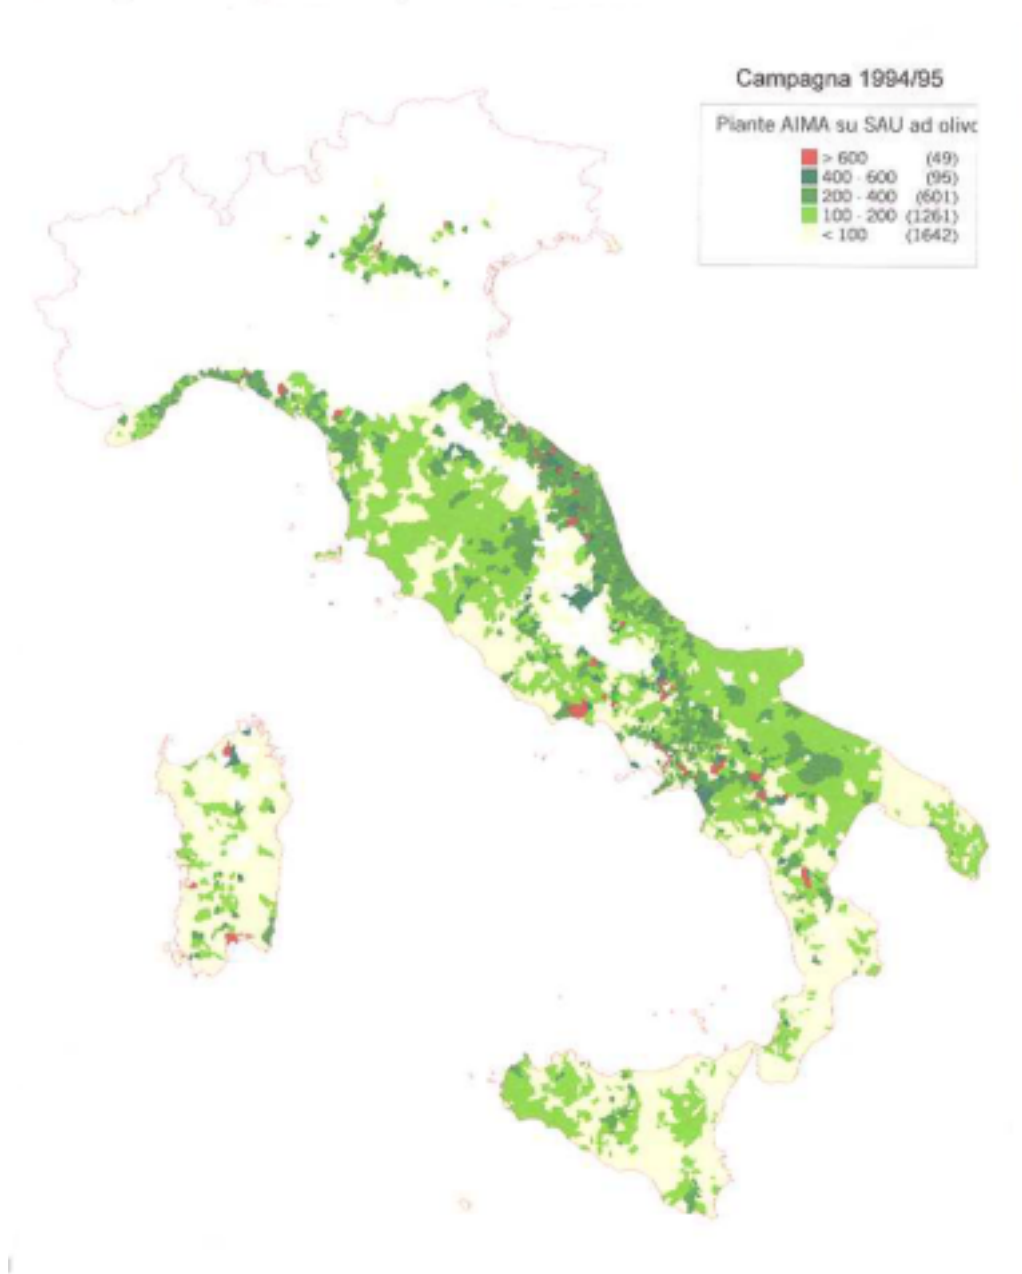 Campagna 1994/95
Piante AIMA su SAU ad olivo
> 600 (49)
400 - 600 (95)
200 - 400 (601)
100 - 200 (1261)
< 100 (1642)